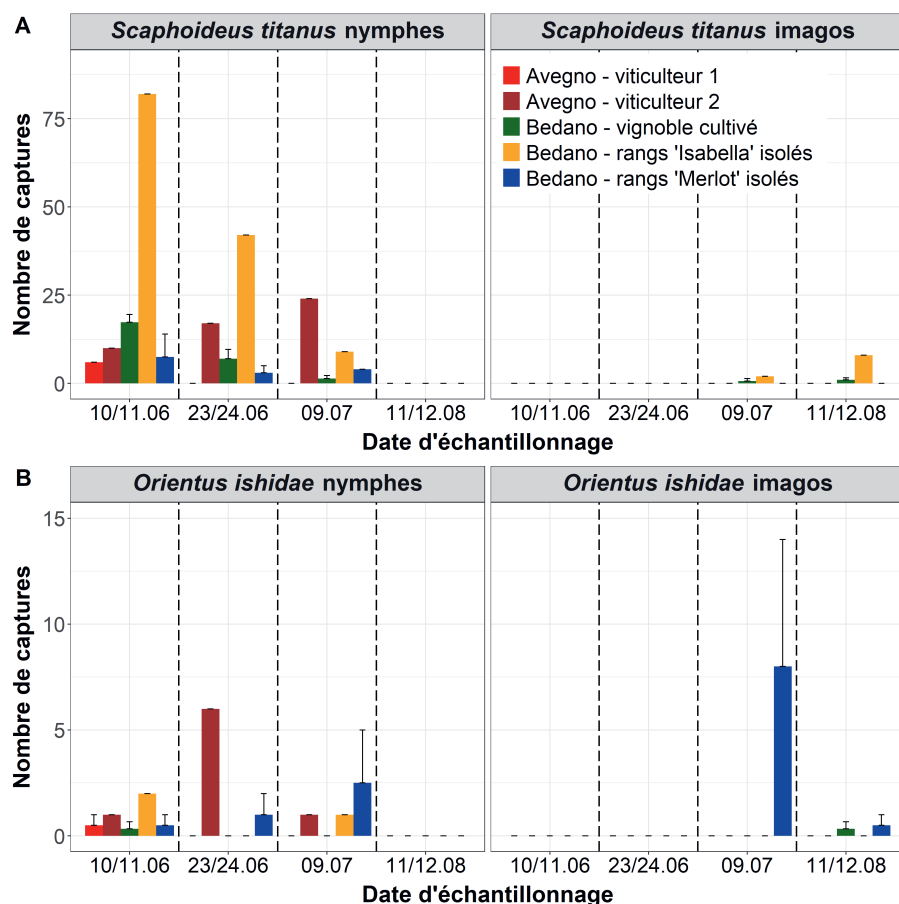 A
Scaphoideus titanus nymphes
Scaphoideus titanus imagos
Nombre de captures
75
50
25
0
Avegno - viticulteur 1
Avegno - viticulteur 2
Bedano - vignoble cultivé
Bedano - rangs 'Isabella' isolés
Bedano - rangs 'Merlot' isolés
10/11.06 23/24.06 09.07 11/12.08
10/11.06 23/24.06 09.07 11/12.08
Date d'échantillonnage
B
Orientus ishidae nymphes
Orientus ishidae imagos
Nombre de captures
15
10
5
0
10/11.06 23/24.06 09.07 11/12.08
10/11.06 23/24.06 09.07 11/12.08
Date d'échantillonnage